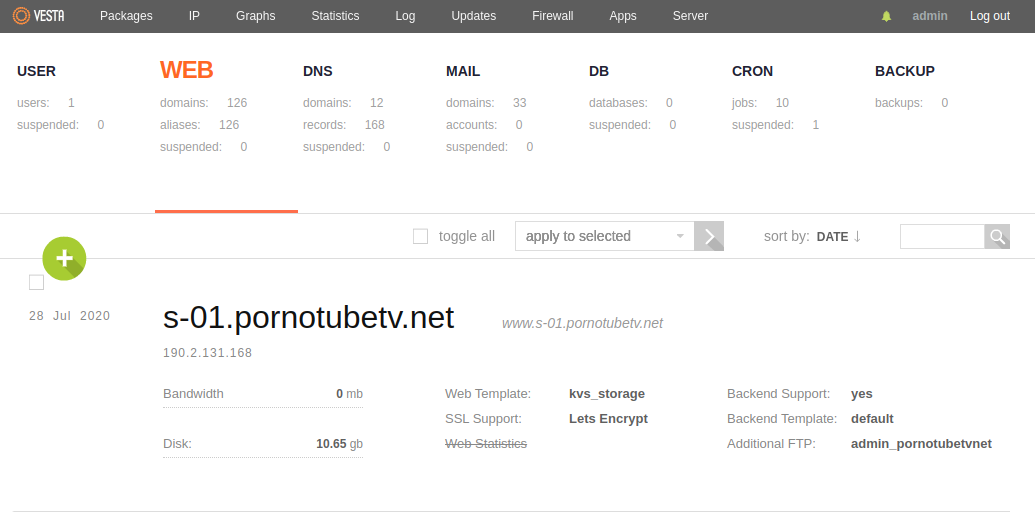 VESTA Packages IP Graphs Statistics Log Updates Firewall Apps Server admin Log out
USER WEB DNS MAIL DB CRON BACKUP
users: 1 domains: 126 domains: 12 domains: 33 databases: 0 jobs: 10 backups: 0
suspended: 0 aliases: 126 records: 168 accounts: 0 suspended: 0 suspended: 1
suspended: 0 suspended: 0 suspended: 0
toggle all apply to selected sort by: DATE ↓
28 Jul 2020 s-01.pornotubetv.net www.s-01.pornotubetv.net
190.2.131.168
Bandwidth 0 mb Web Template: kvs_storage Backend Support: yes
SSL Support: Lets Encrypt Backend Template: default
Disk: 10.65 gb Web Statistics Additional FTP: admin_pornotubetvnet